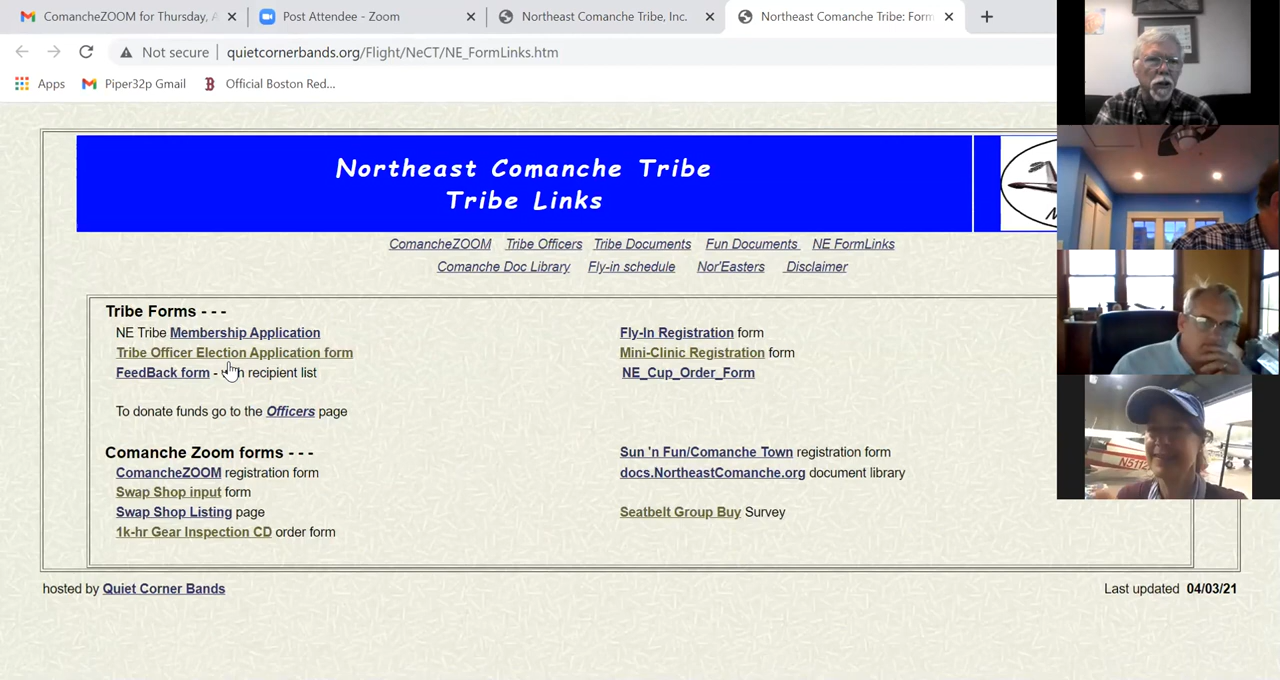 ComancheZOOM for Thursday, A
Post Attendee - Zoom
Northeast Comanche Tribe, Inc.
Northeast Comanche Tribe: Form
Not secure
quietcornerbands.org/Flight/NeCT/NE_FormLinks.htm
Apps
Piper32p Gmail
Official Boston Red...
Northeast Comanche Tribe
Tribe Links
ComancheZOOM Tribe Officers Tribe Documents Fun Documents NE FormLinks
Comanche Doc Library Fly-in schedule Nor'Easters Disclaimer
Tribe Forms - - -
NE Tribe Membership Application
Tribe Officer Election Application form
FeedBack form - recipient list
Fly-In Registration form
Mini-Clinic Registration form
NE_Cup_Order_Form
To donate funds go to the Officers page
Comanche Zoom forms - - -
ComancheZOOM registration form
Swap Shop input form
Swap Shop Listing page
1k-hr Gear Inspection CD order form
Sun 'n Fun/Comanche Town registration form
docs.NortheastComanche.org document library
Seatbelt Group Buy Survey
hosted by Quiet Corner Bands
Last updated 04/03/21